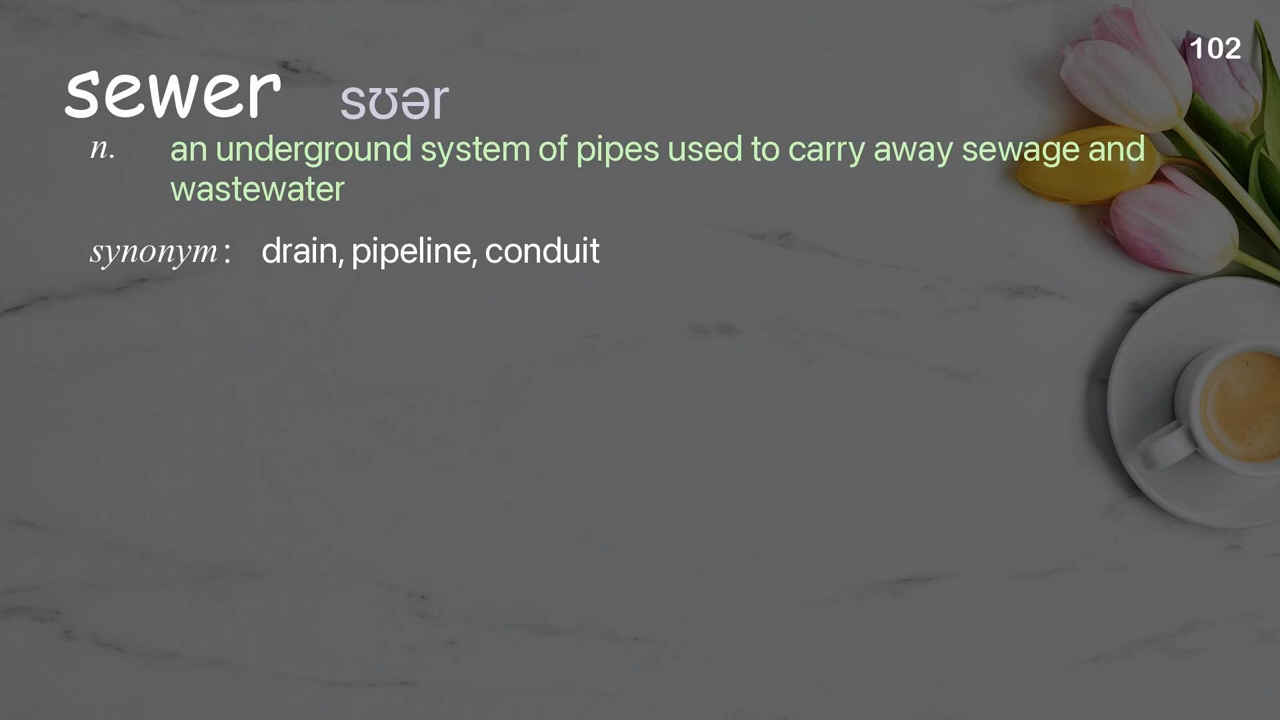 102
sewer sʊər
n. an underground system of pipes used to carry away sewage and
wastewater
synonym: drain, pipeline, conduit